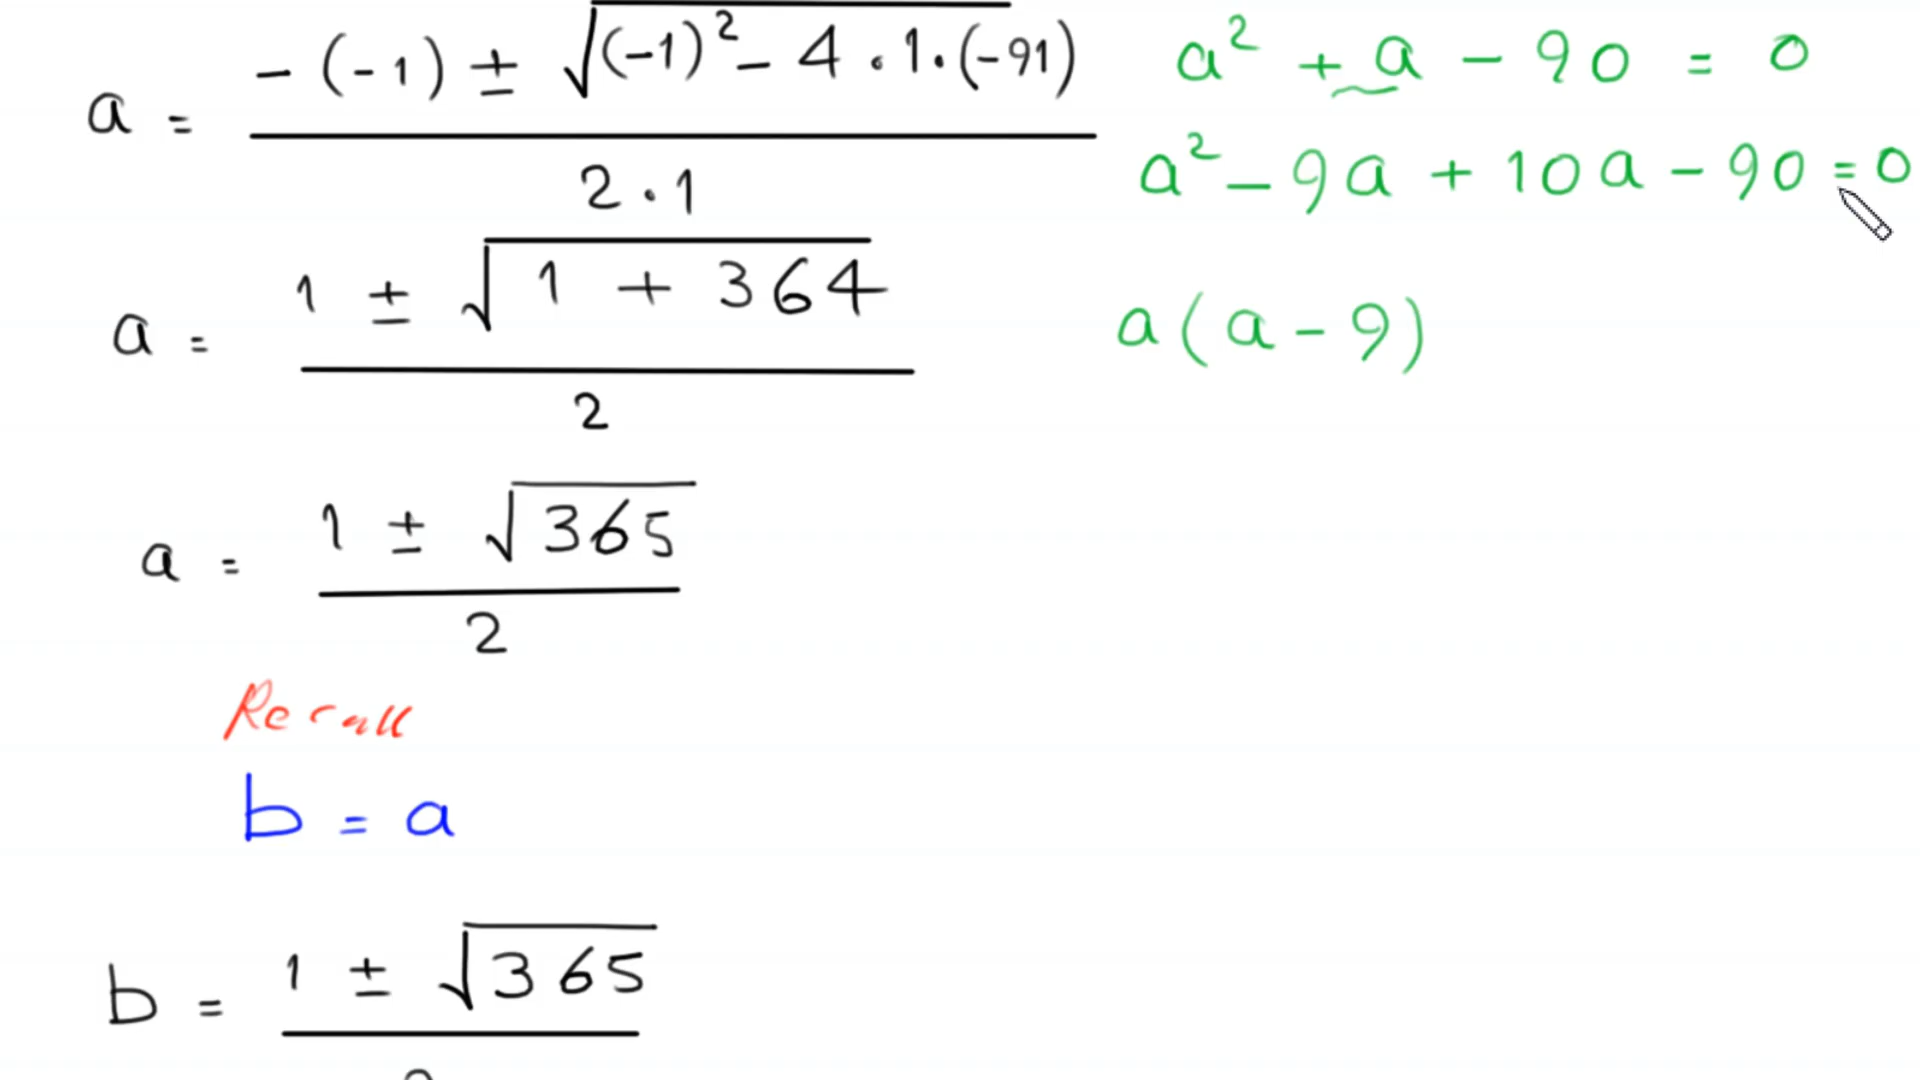 a = (-(-1) ± √((-1)² - 4 · 1 · (-91))) / (2 · 1)
a = (1 ± √(1 + 364)) / 2
a = (1 ± √365) / 2
Recall
b = a
b = (1 ± √365) /
a² + a - 90 = 0
a² - 9a + 10a - 90 = 0
a(a - 9)